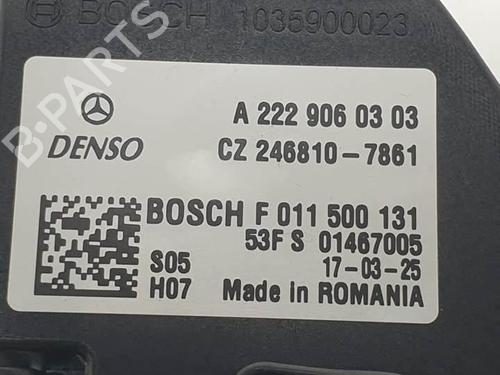 BOSCH 1035900023
B-PARTS
A 222 906 03 03
DENSO CZ 246810-7861
BOSCH F 011 500 131
53F S 01467005
S05 17-03-25
H07 Made in ROMANIA